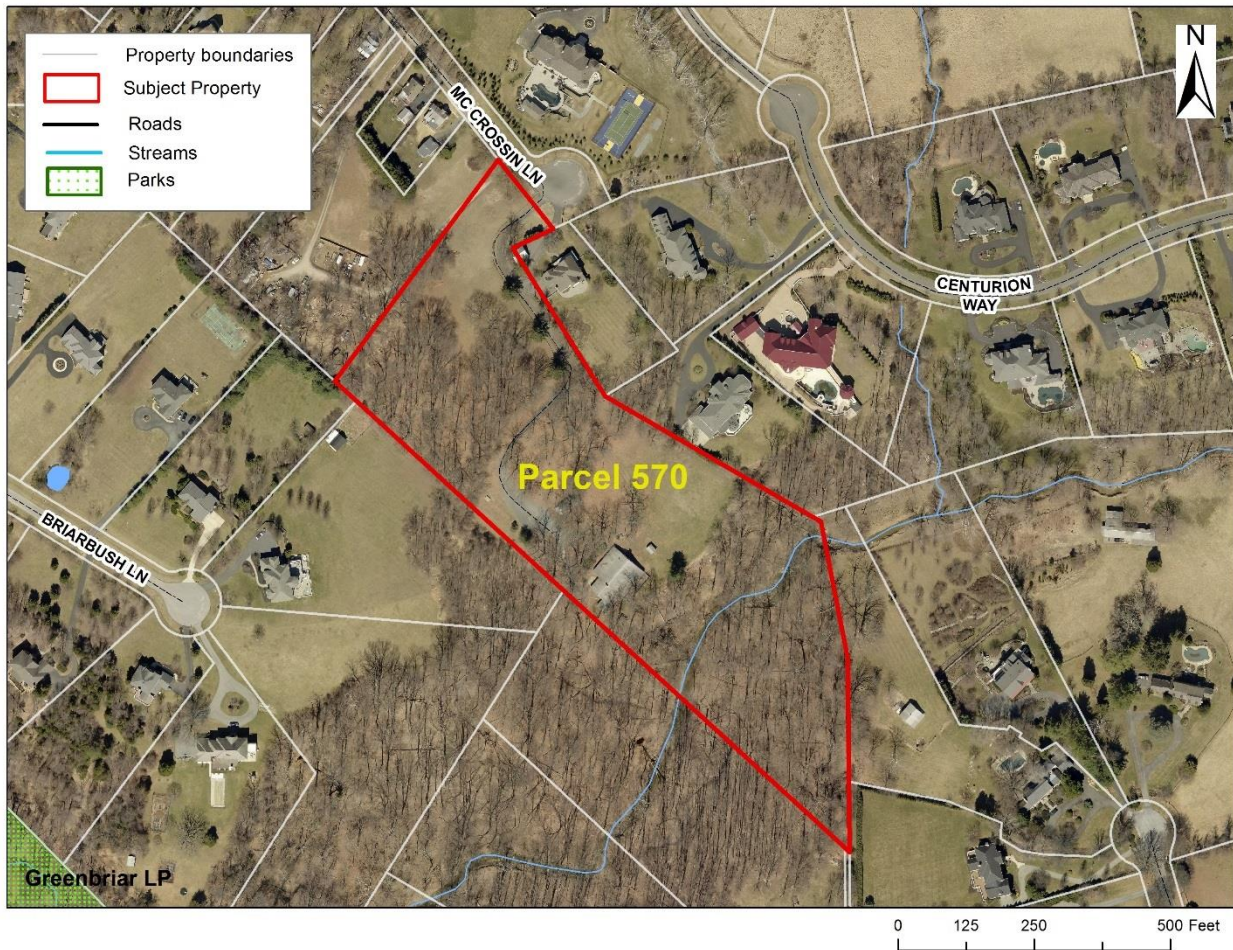 Property boundaries
Subject Property
Roads
Streams
Parks
N
MC CROSSIN LN
CENTURION
WAY
Parcel 570
BRIARBUSH LN
Greenbriar LP
0 125 250 500 Feet